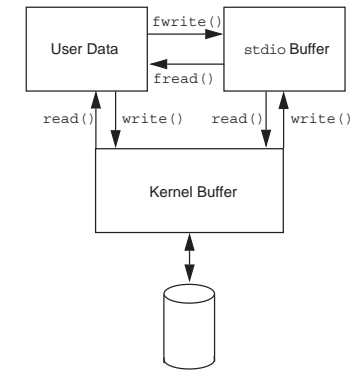 fwrite()
User Data
stdio Buffer
fread()
read()
write()
read()
write()
Kernel Buffer